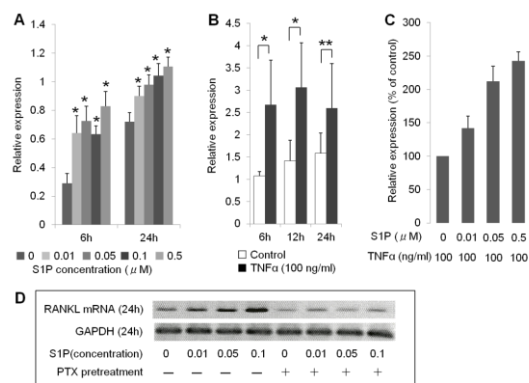 A
Relative expression
1.4
1.2
1
0.8
0.6
0.4
0.2
0
* * * * * * * *
6h 24h
0 0.01 0.05 0.1 0.5
S1P concentration (μM)
B
Relative expression
4.5
4
3.5
3
2.5
2
1.5
1
0.5
0
* * **
6h 12h 24h
Control
TNFα (100 ng/ml)
C
Relative expression (% of control)
300
250
200
150
100
50
0
S1P (μM) 0 0.01 0.05 0.5
TNFα (ng/ml) 100 100 100 100
D
RANKL mRNA (24h)
GAPDH (24h)
S1P(concentration) 0 0.01 0.05 0.1 0 0.01 0.05 0.1
PTX pretreatment — — — — + + + +